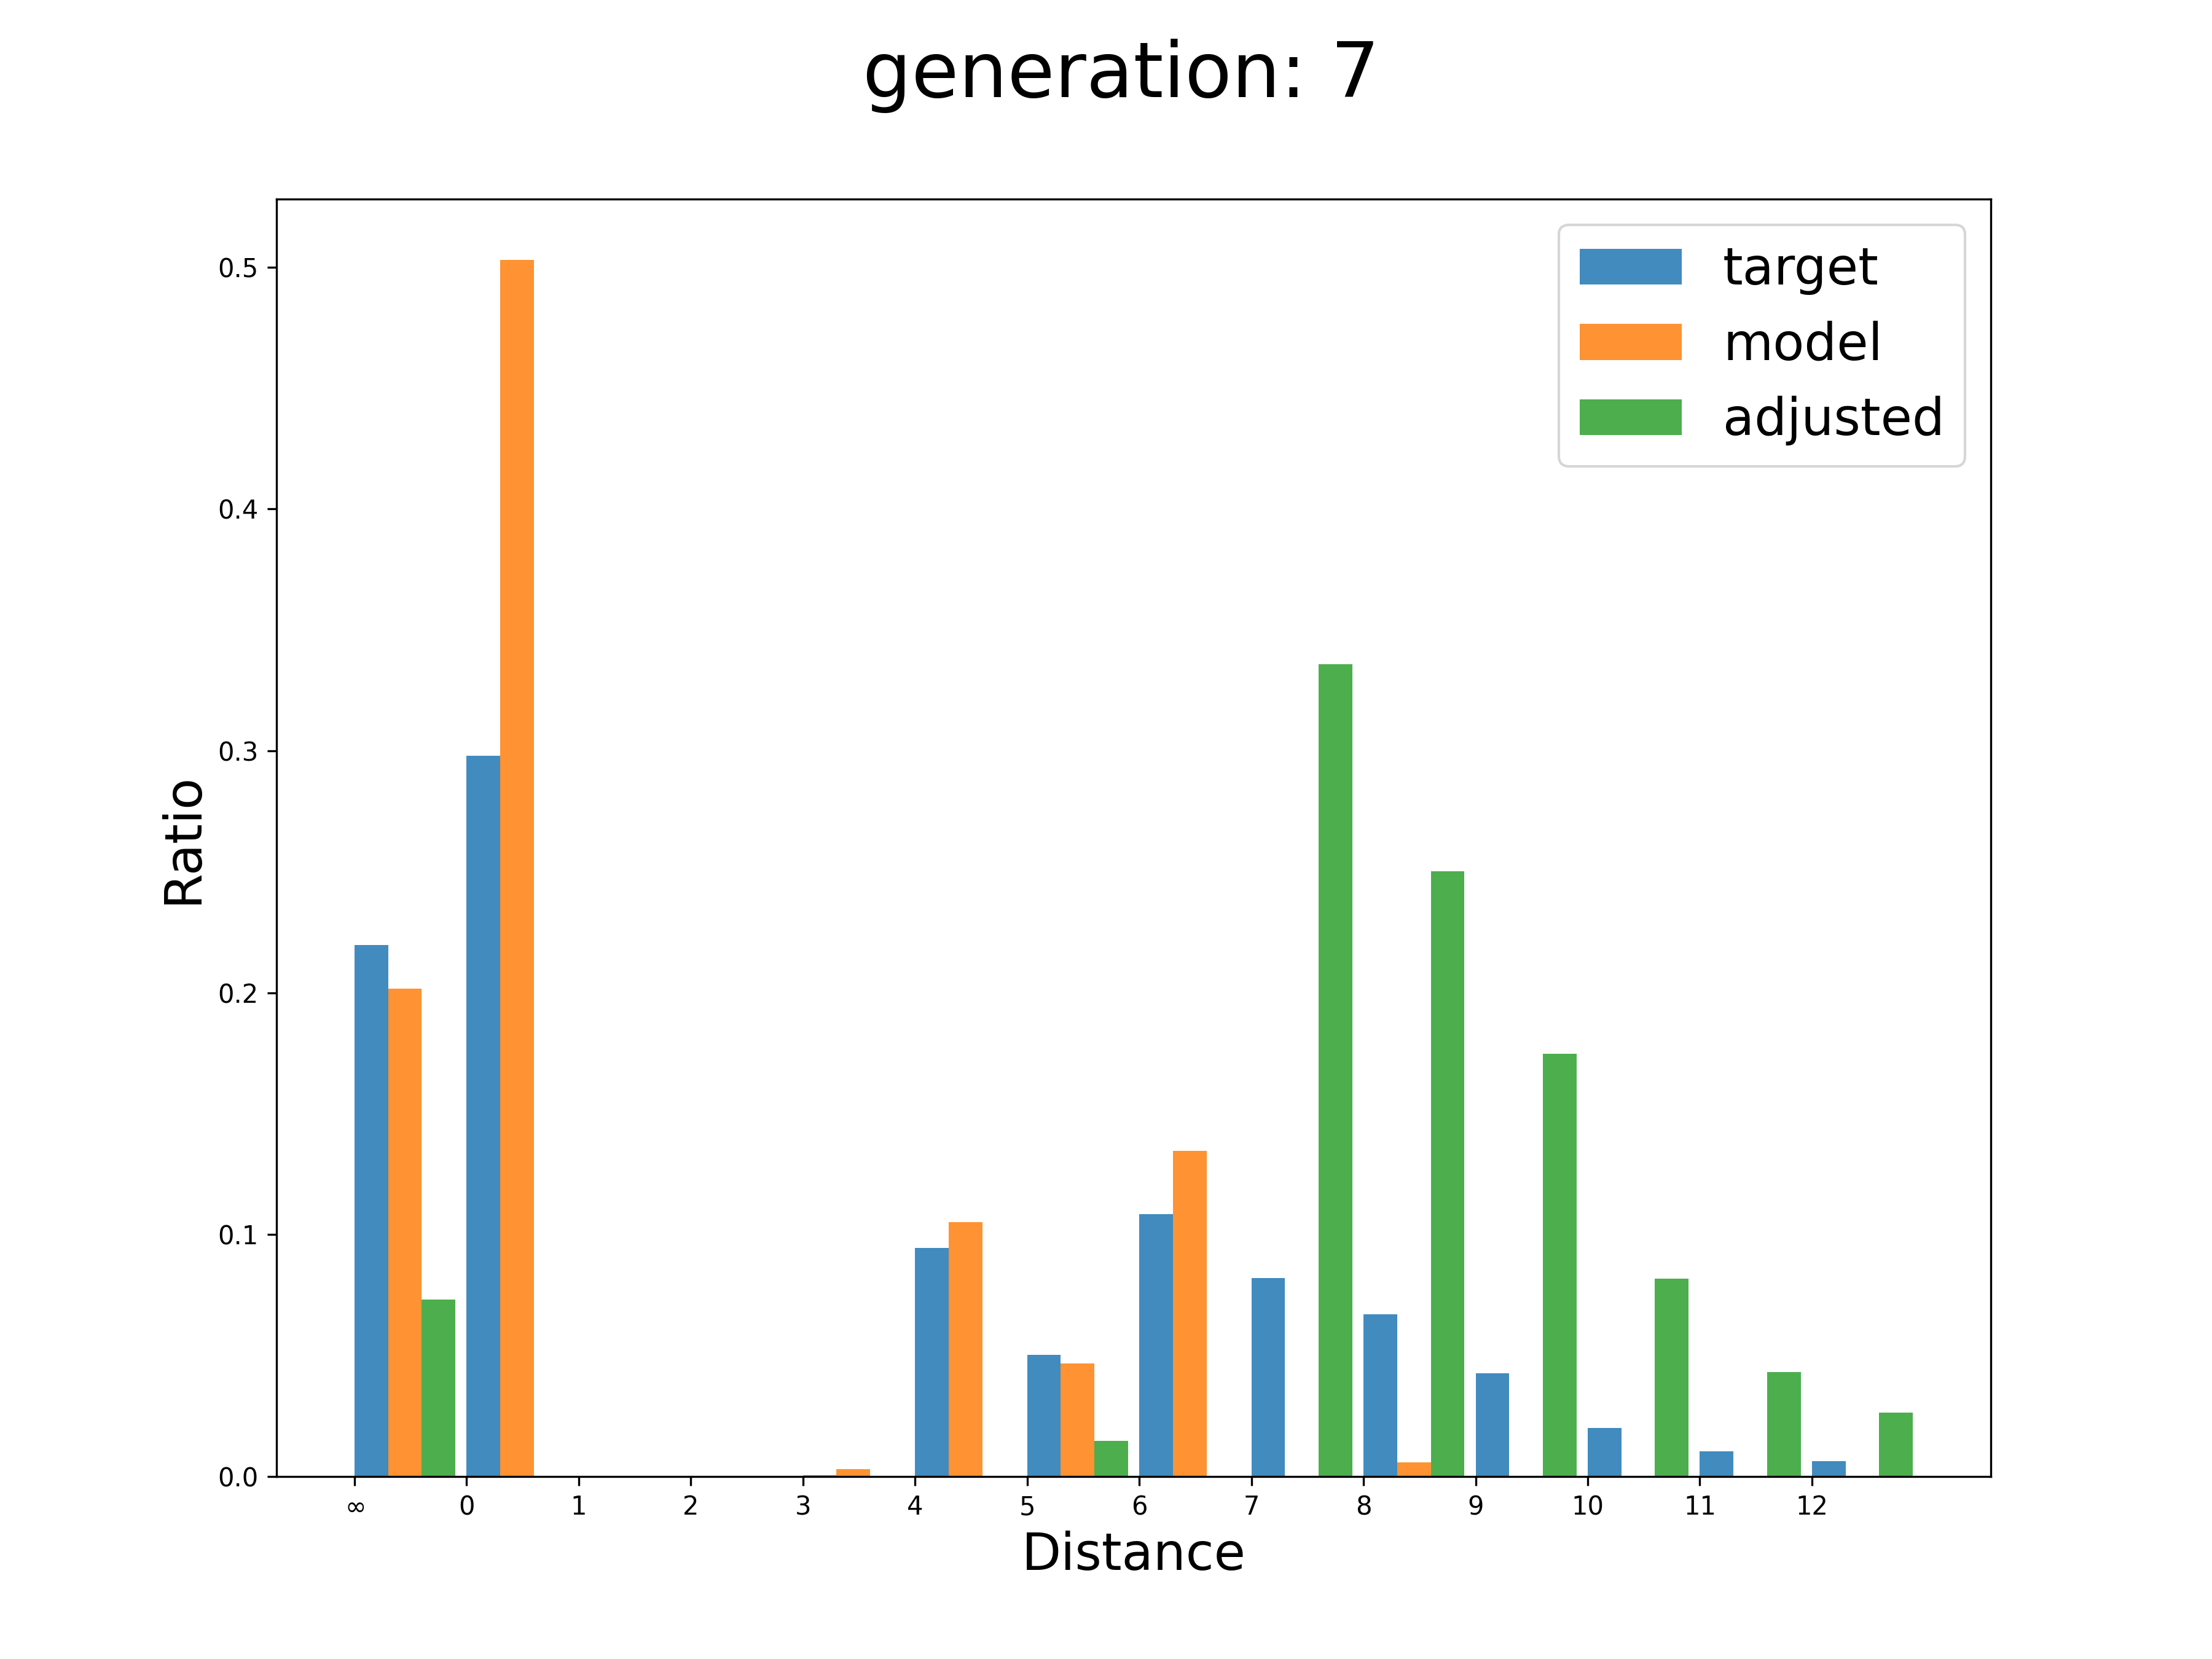 generation: 7
target
model
adjusted
0.5
0.4
0.3
0.2
0.1
0.0
Ratio
∞ 0 1 2 3 4 5 6 7 8 9 10 11 12
Distance